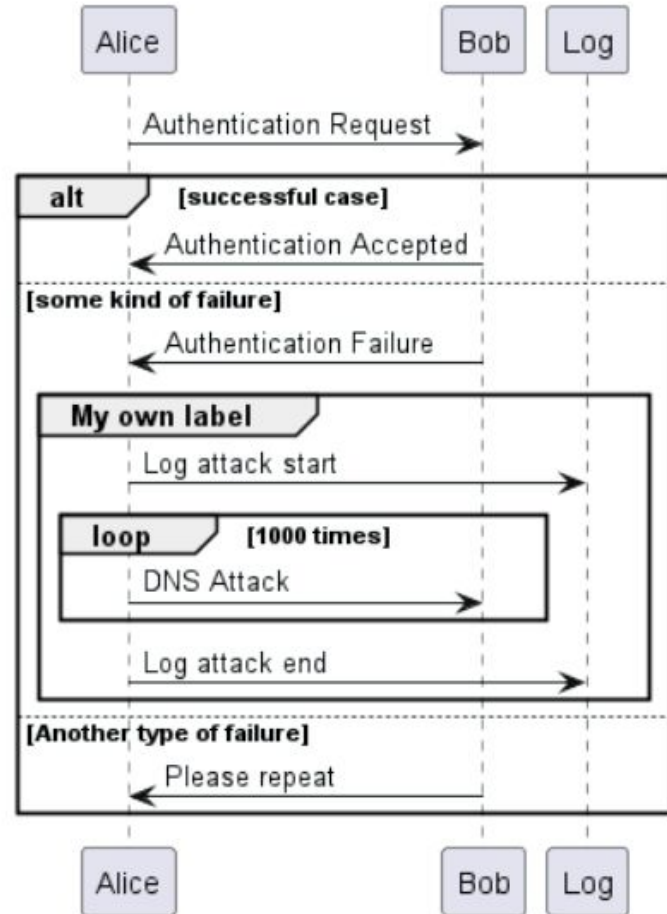 Alice Bob Log
Authentication Request
alt [successful case]
Authentication Accepted
[some kind of failure]
Authentication Failure
My own label
Log attack start
loop [1000 times]
DNS Attack
Log attack end
[Another type of failure]
Please repeat
Alice Bob Log